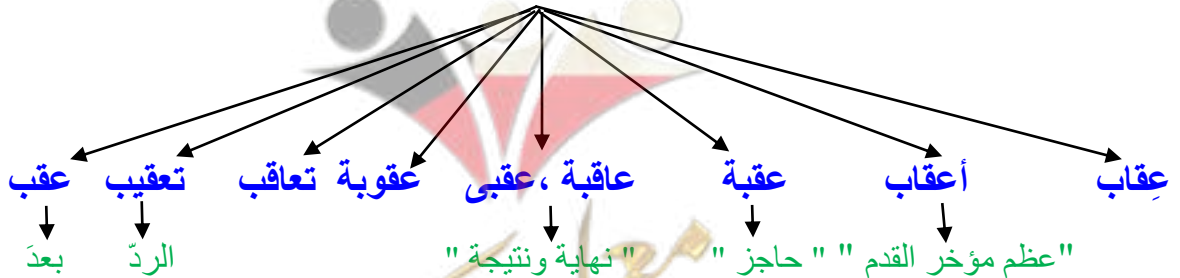 عِقاب أعقاب عقبة عاقبة ،عقبى عقوبة تعاقب تعقيب عقب
"عظم مؤخر القدم " " حاجز " " نهاية ونتيجة " الردّ بعدَ